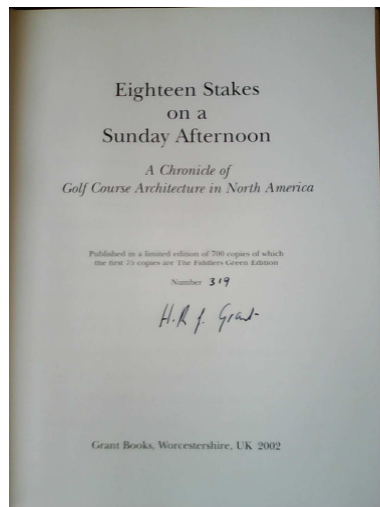 Eighteen Stakes
on a
Sunday Afternoon
A Chronicle of
Golf Course Architecture in North America
Published in a limited edition of 700 copies of which
the first 75 copies are The Fiddlers Green Edition
Number 319
H. R. J. Grant
Grant Books, Worcestershire, UK 2002